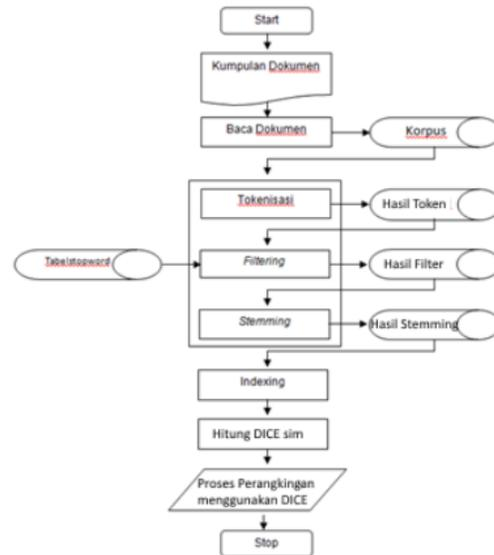 Start
Kumpulan Dokumen
Baca Dokumen
Korpus
Tokenisasi
Hasil Token
Tabelstopword
Filtering
Hasil Filter
Stemming
Hasil Stemming
Indexing
Hitung DICE sim
Proses Perangkingan
menggunakan DICE
Stop